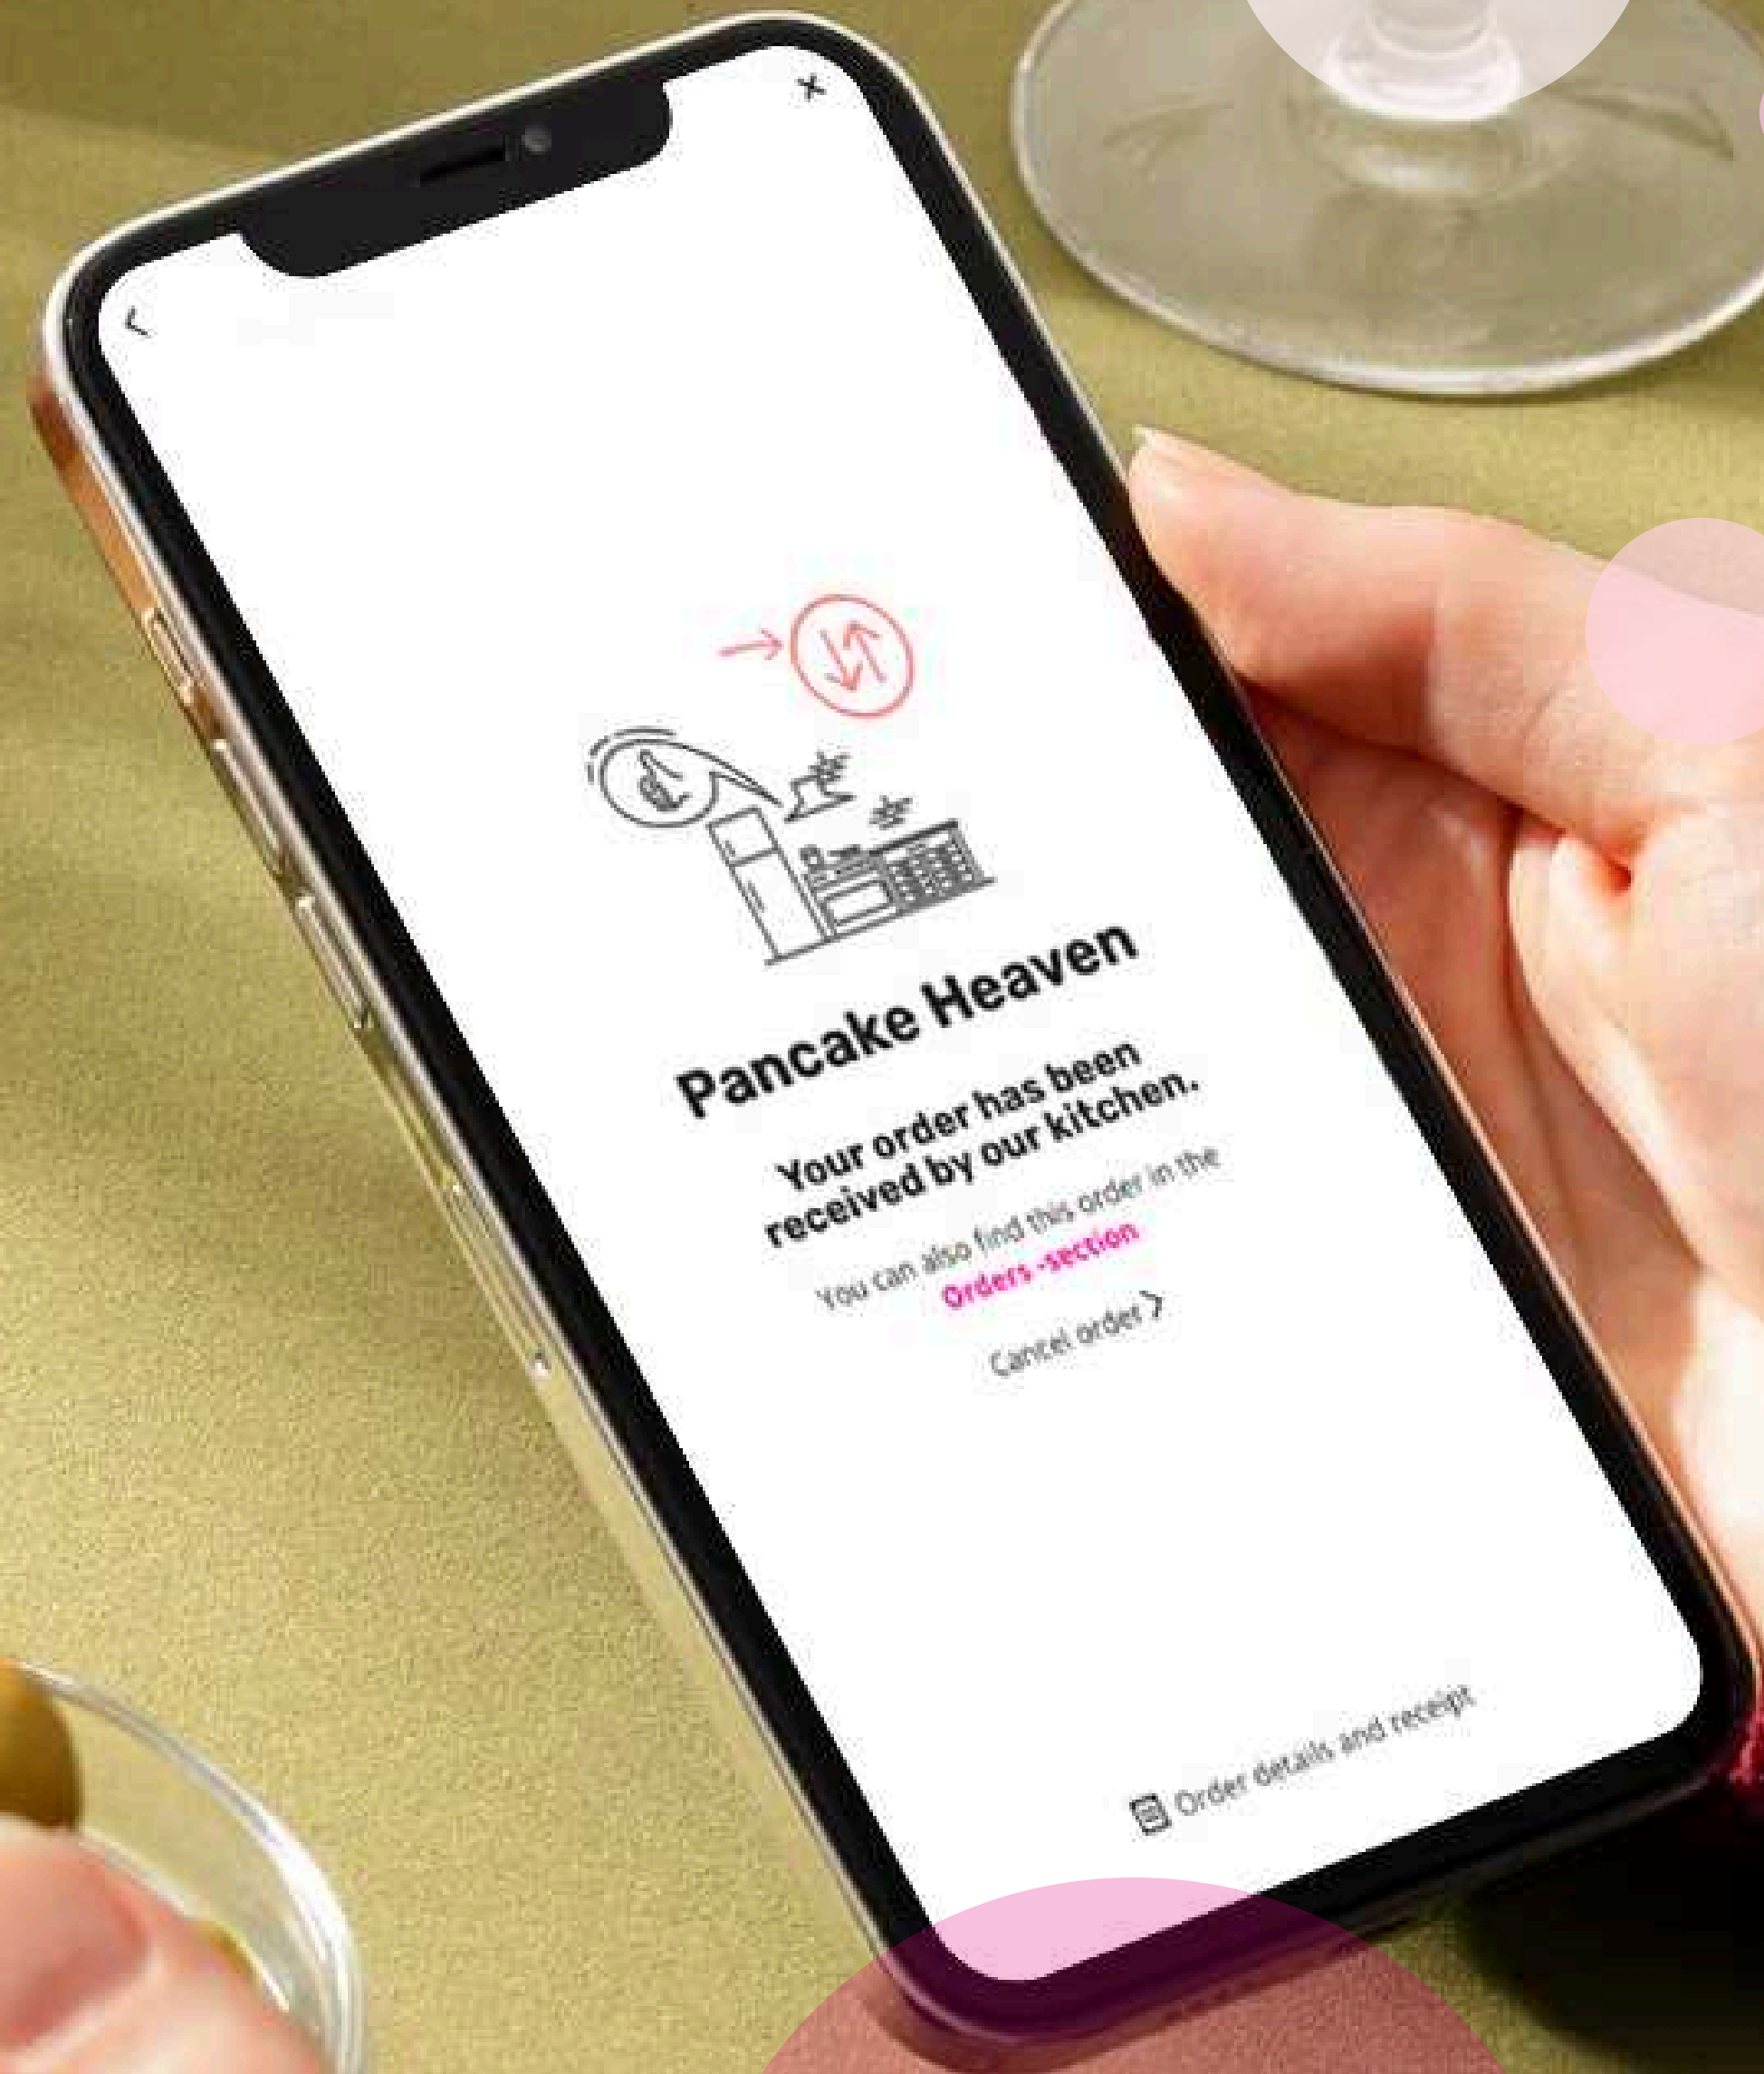 Pancake Heaven
Your order has been
received by our kitchen.
You can also find this order in the
Orders -section
Cancel order
Order details and receipt